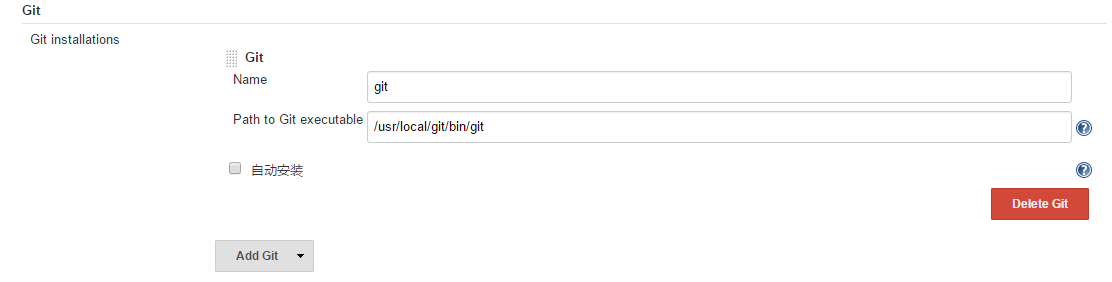 Git
Git installations
Git
Name
git
Path to Git executable
/usr/local/git/bin/git
自动安装
Delete Git
Add Git